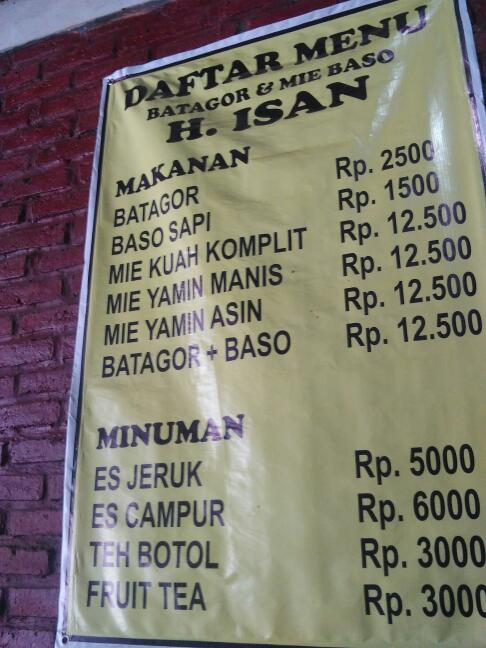 DAFTAR MENU
BATAGOR & MIE BASO
H. ISAN
MAKANAN
BATAGOR Rp. 2500
BASO SAPI Rp. 1500
MIE KUAH KOMPLIT Rp. 12.500
MIE YAMIN MANIS Rp. 12.500
MIE YAMIN ASIN Rp. 12.500
BATAGOR + BASO Rp. 12.500
MINUMAN
ES JERUK Rp. 5000
ES CAMPUR Rp. 6000
TEH BOTOL Rp. 3000
FRUIT TEA Rp. 3000